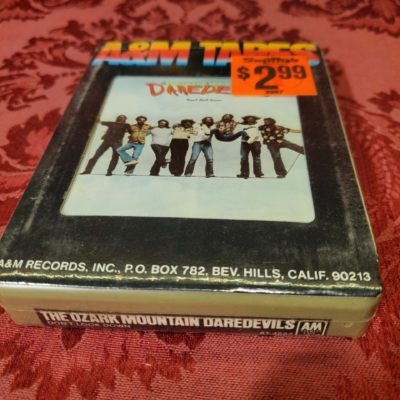 A&M TAPES
$2.99
DAREDE
A&M RECORDS, INC., P.O. BOX 782, BEV. HILLS, CALIF. 90213
THE OZARK MOUNTAIN DAREDEVILS AM
DON'T LOOK DOWN